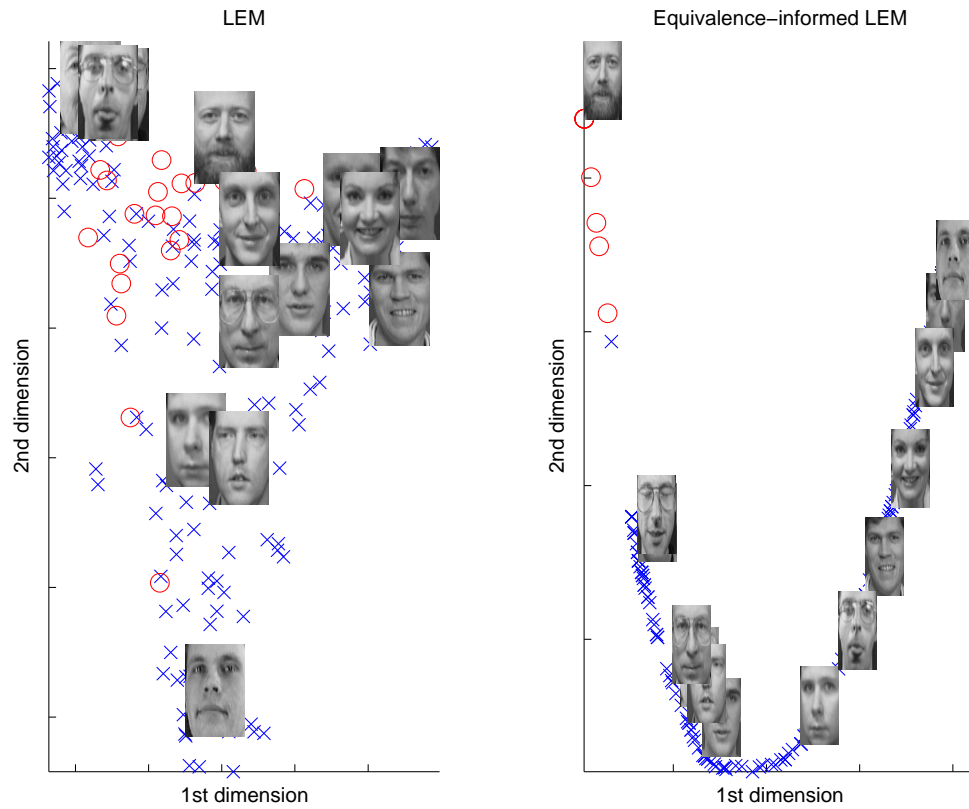 LEM
2nd dimension
1st dimension
Equivalence−informed LEM
2nd dimension
1st dimension